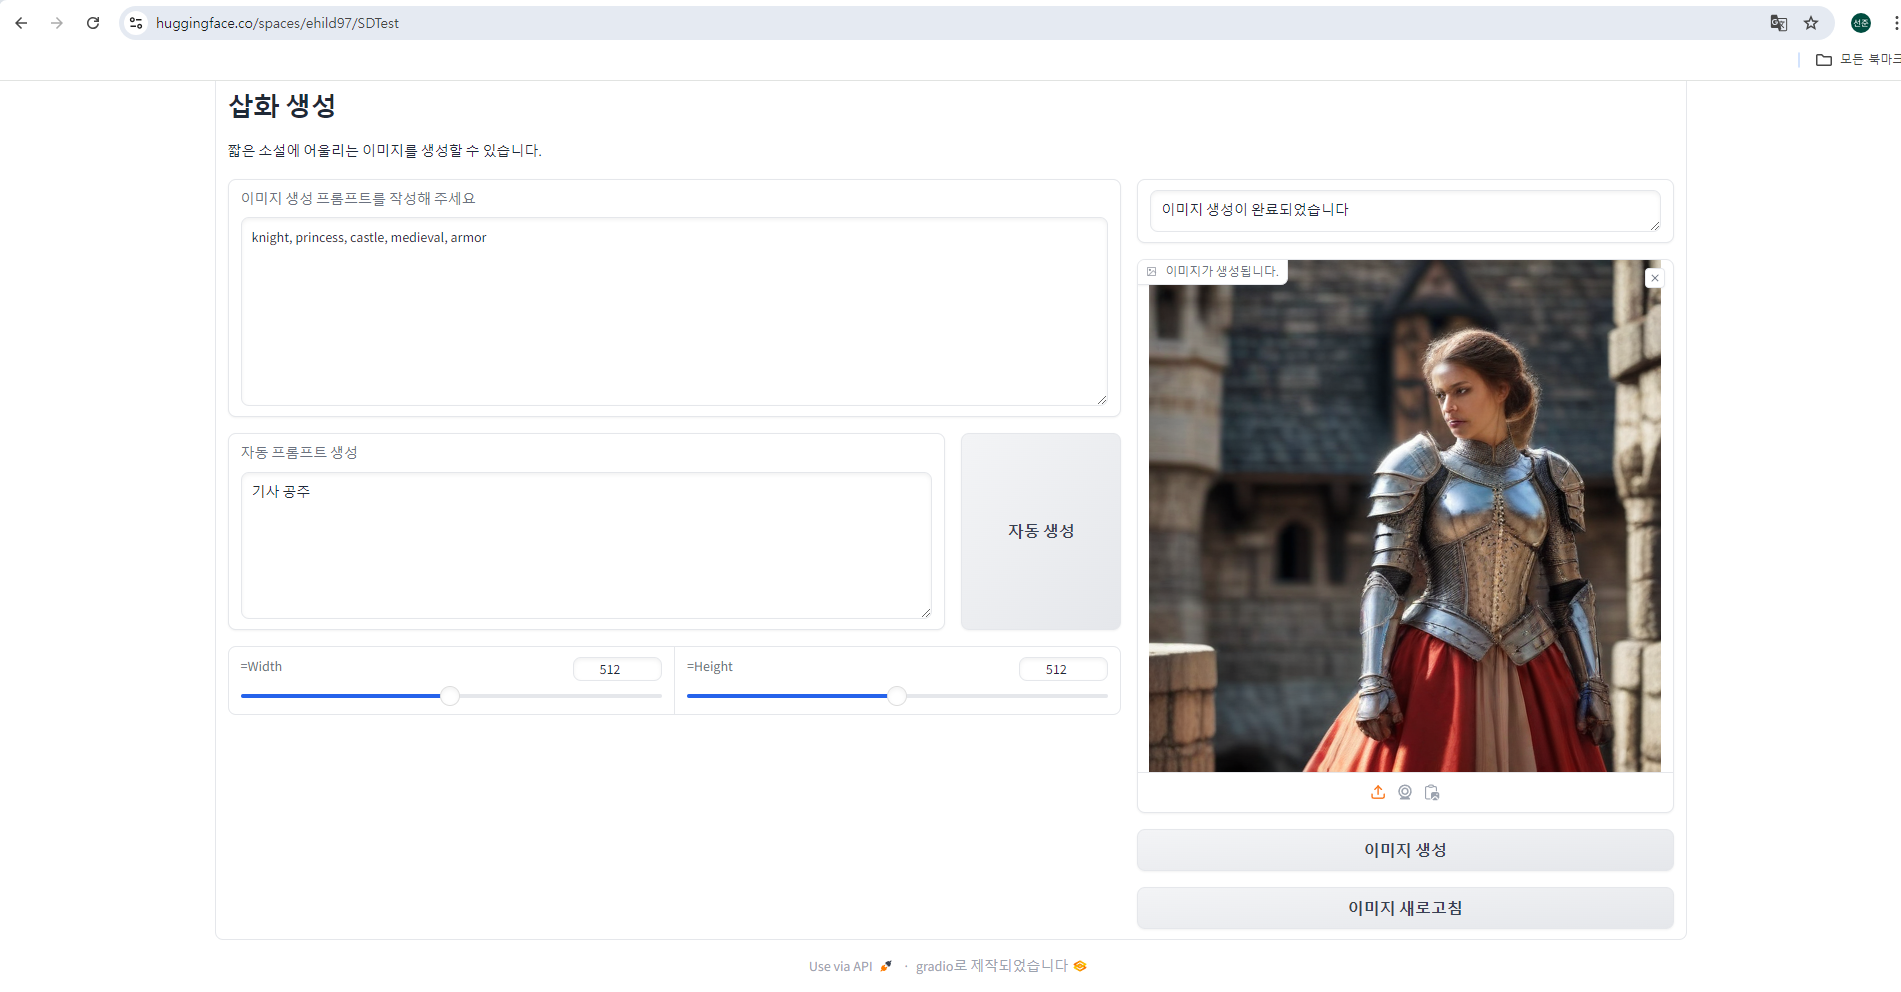 huggingface.co/spaces/ehild97/SDTest
선준
모든 북마크
삽화 생성
짧은 소설에 어울리는 이미지를 생성할 수 있습니다.
이미지 생성 프롬프트를 작성해 주세요
knight, princess, castle, medieval, armor
자동 프롬프트 생성
기사 공주
자동 생성
=Width
512
=Height
512
이미지 생성이 완료되었습니다
이미지가 생성됩니다.
이미지 생성
이미지 새로고침
Use via API · gradio로 제작되었습니다